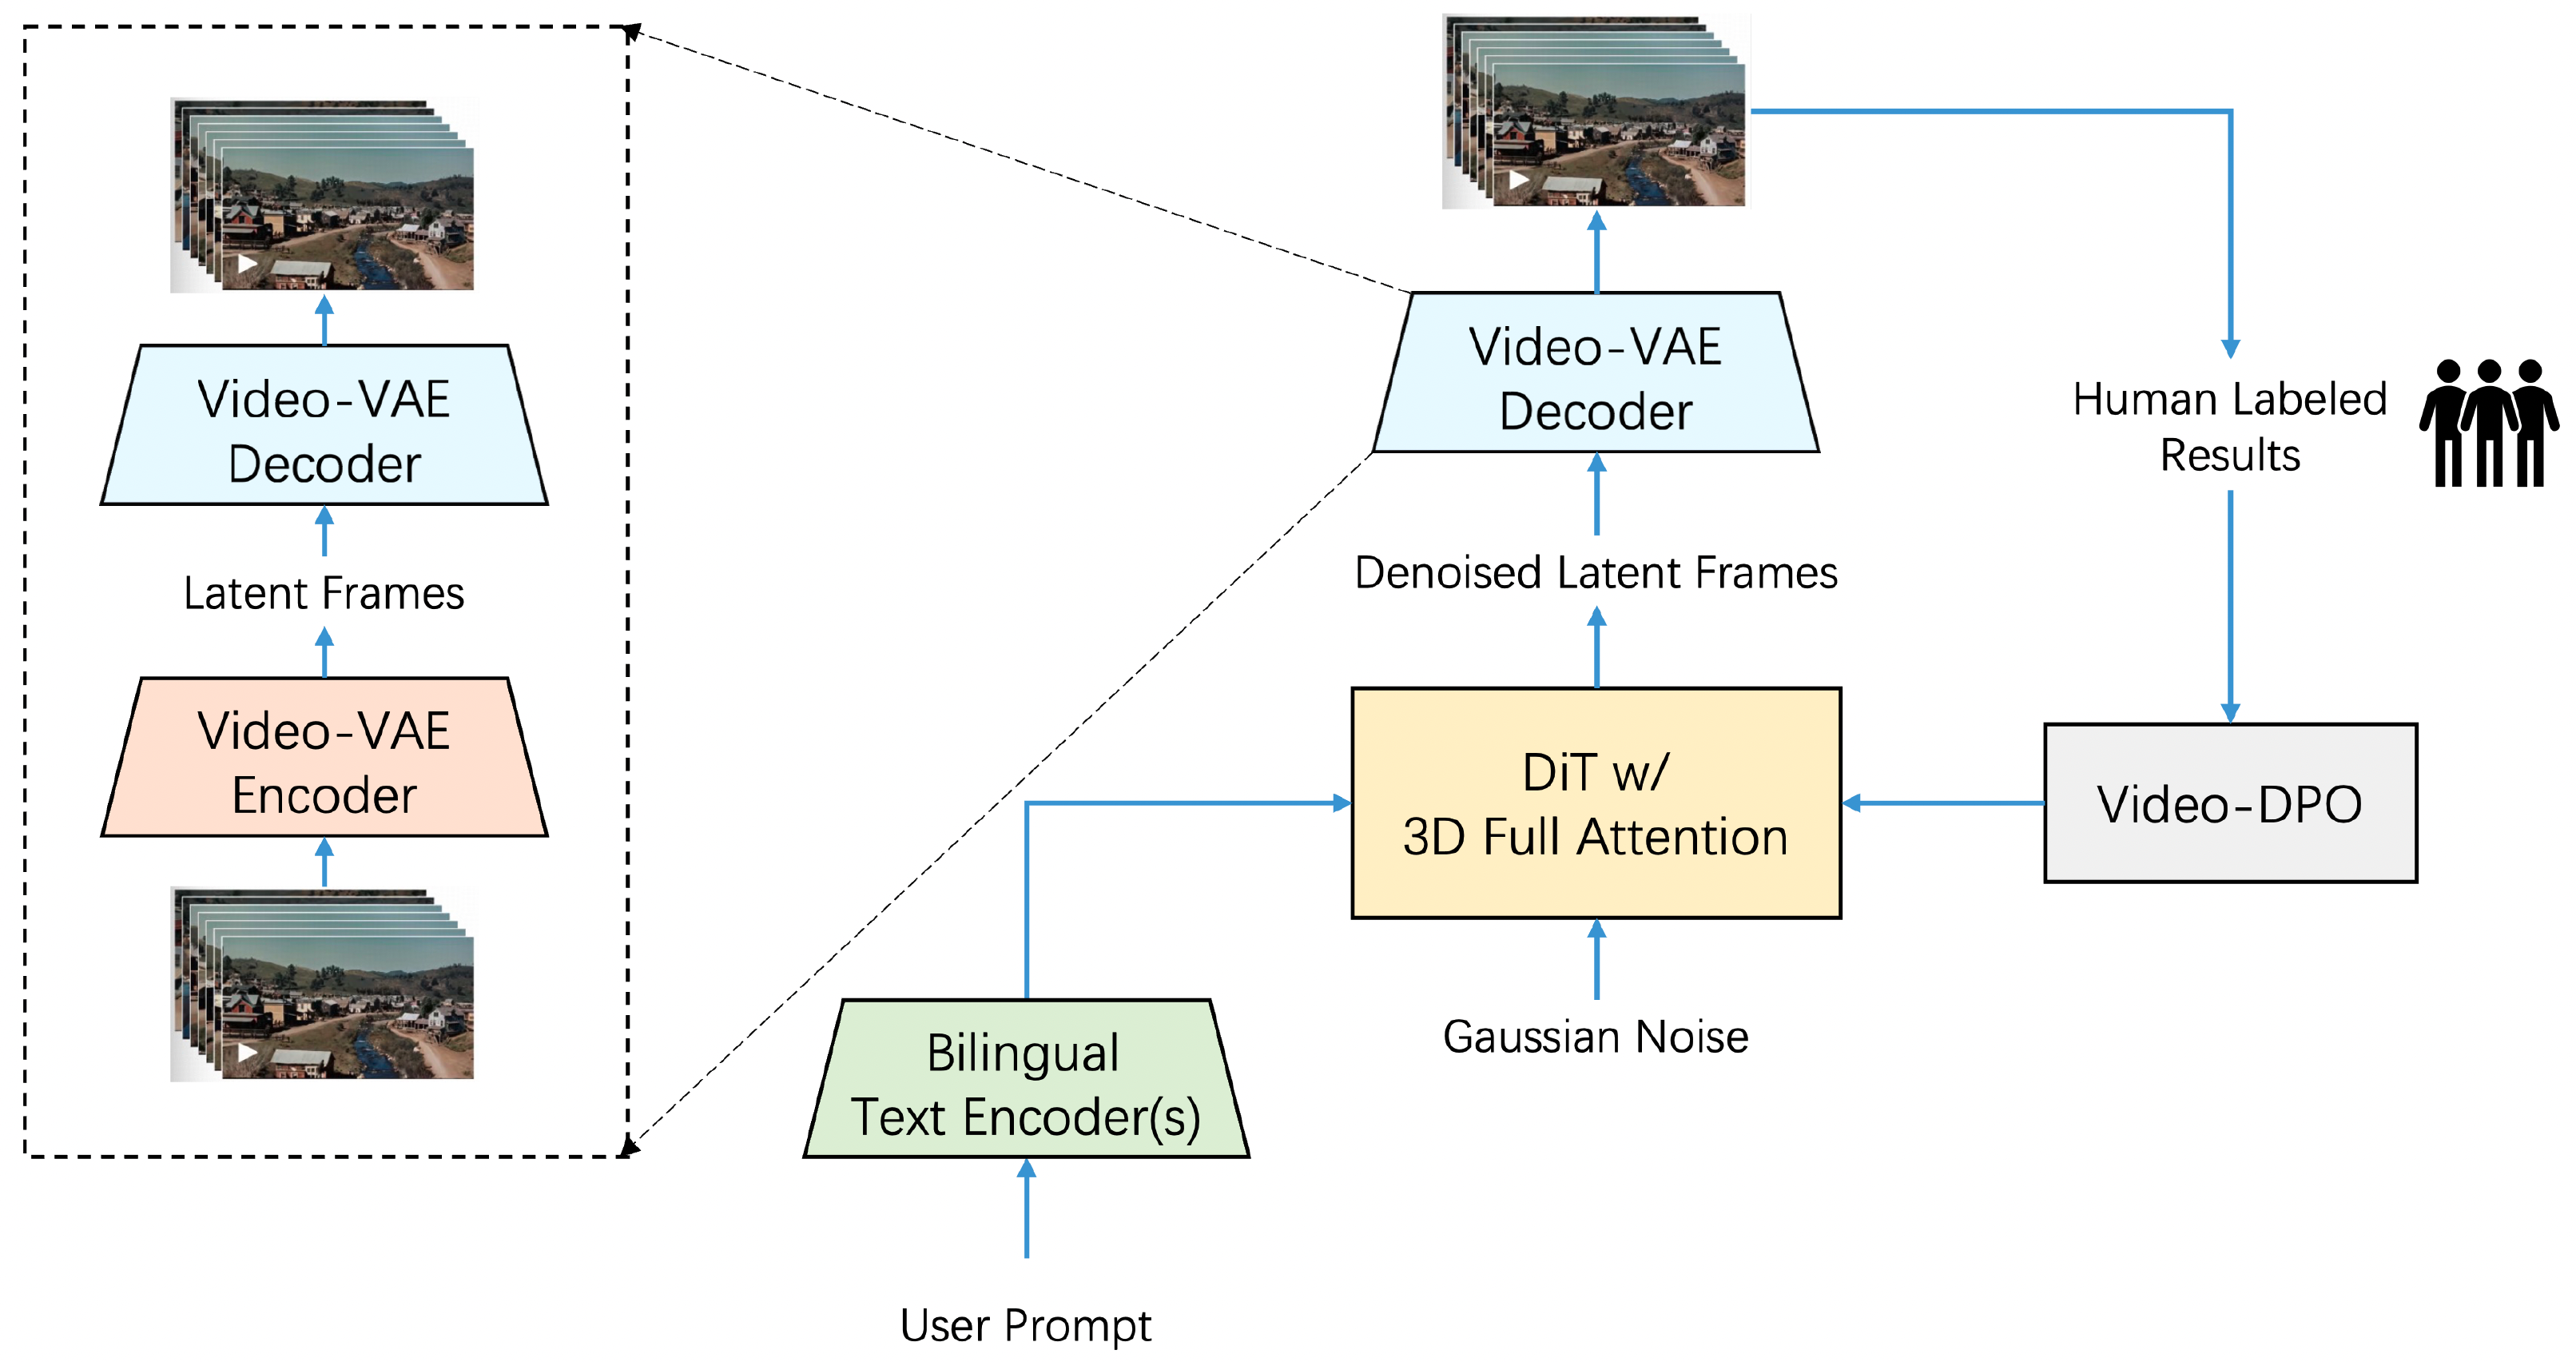 Video-VAE
Decoder
Latent Frames
Video-VAE
Encoder
Video-VAE
Decoder
Denoised Latent Frames
DiT w/
3D Full Attention
Gaussian Noise
Bilingual
Text Encoder(s)
User Prompt
Human Labeled
Results
Video-DPO